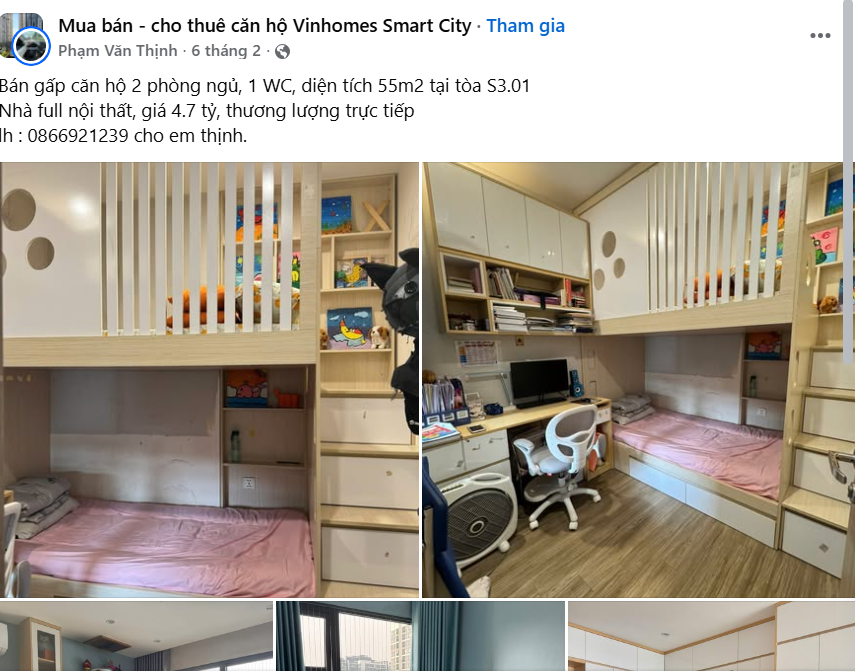 Mua bán - cho thuê căn hộ Vinhomes Smart City · Tham gia
Phạm Văn Thịnh · 6 tháng 2 ·
Bán gấp căn hộ 2 phòng ngủ, 1 WC, diện tích 55m2 tại tòa S3.01
Nhà full nội thất, giá 4.7 tỷ, thương lượng trực tiếp
lh : 0866921239 cho em thịnh.